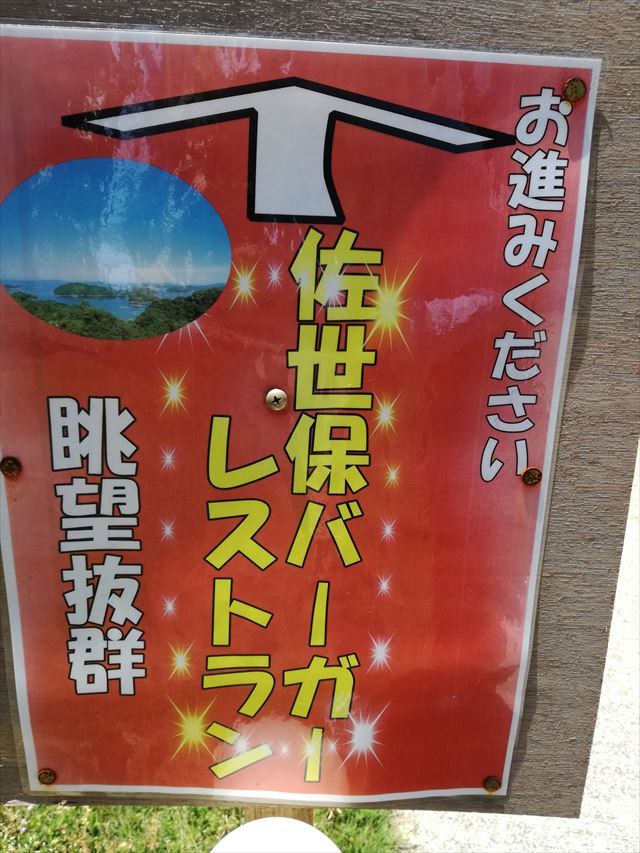 お進みください
佐世保バーガー
レストラン
眺望抜群